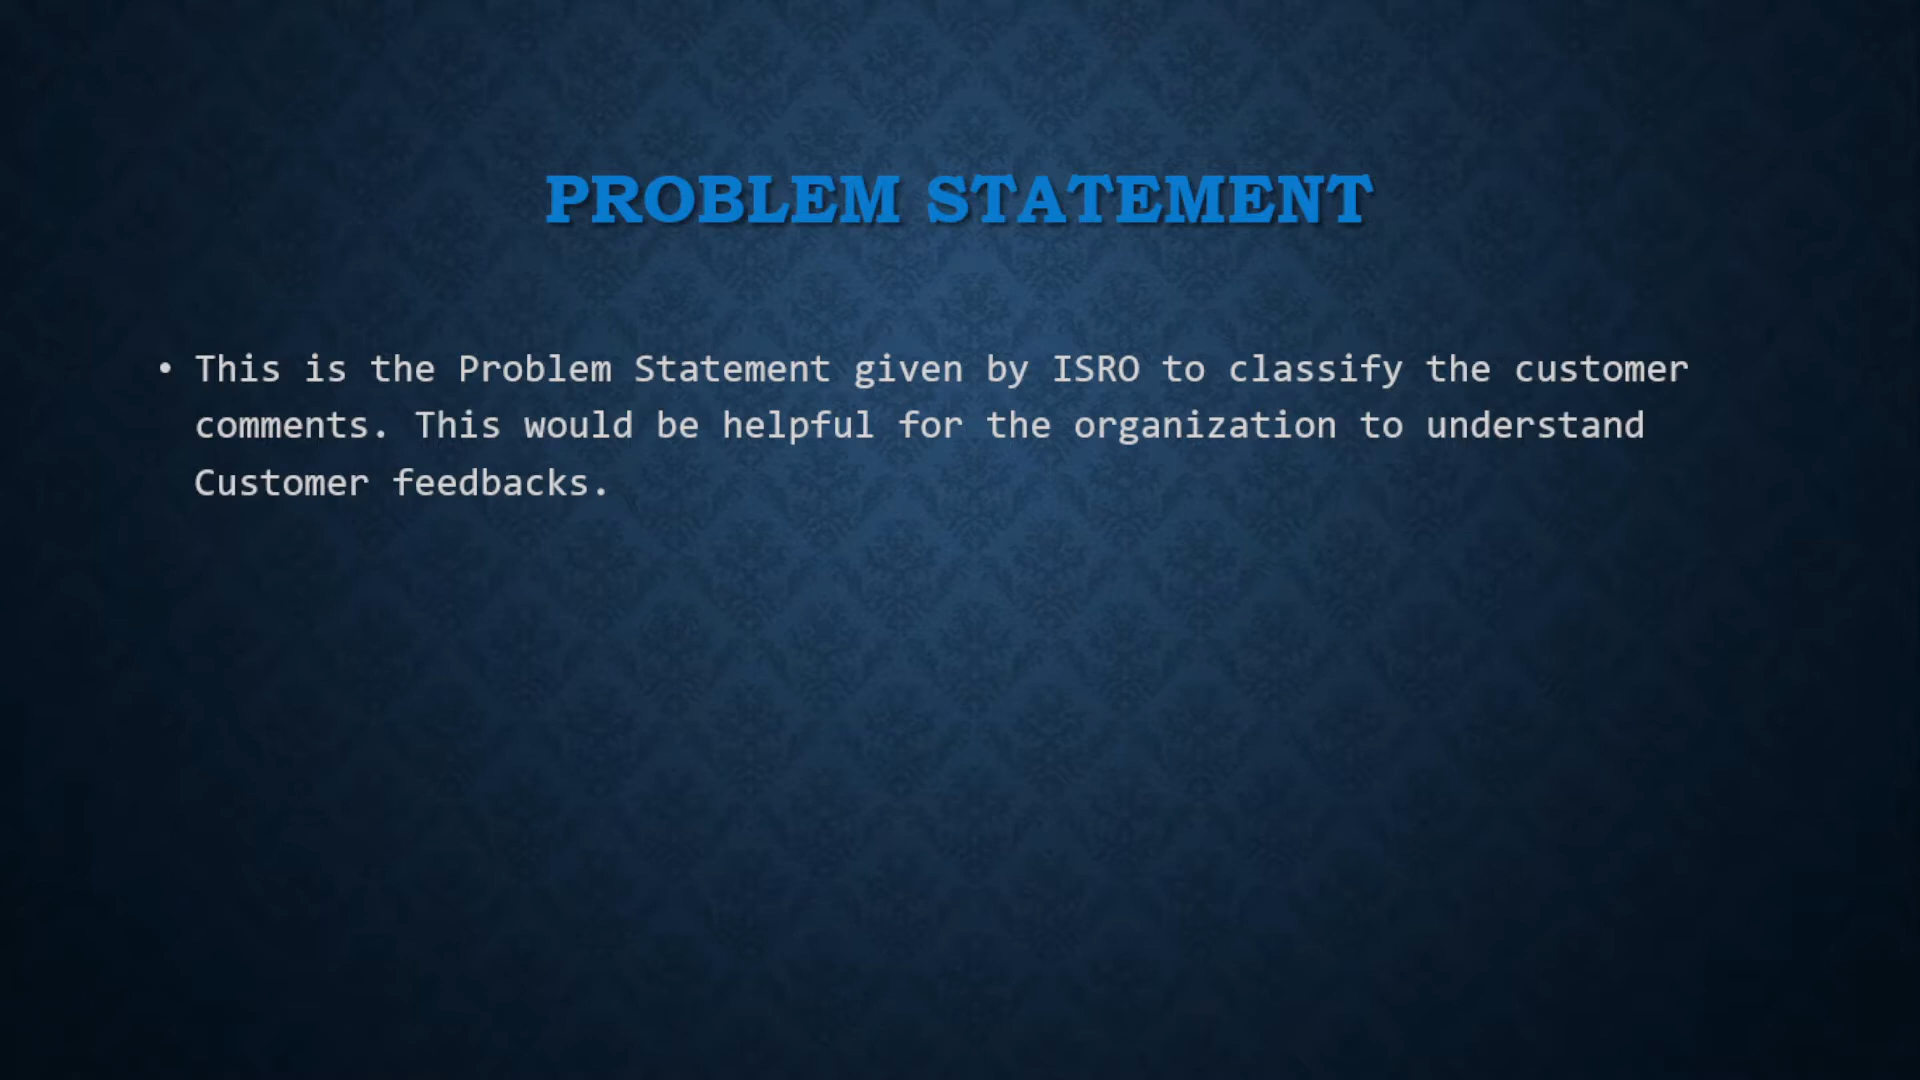 PROBLEM STATEMENT
• This is the Problem Statement given by ISRO to classify the customer
comments. This would be helpful for the organization to understand
Customer feedbacks.